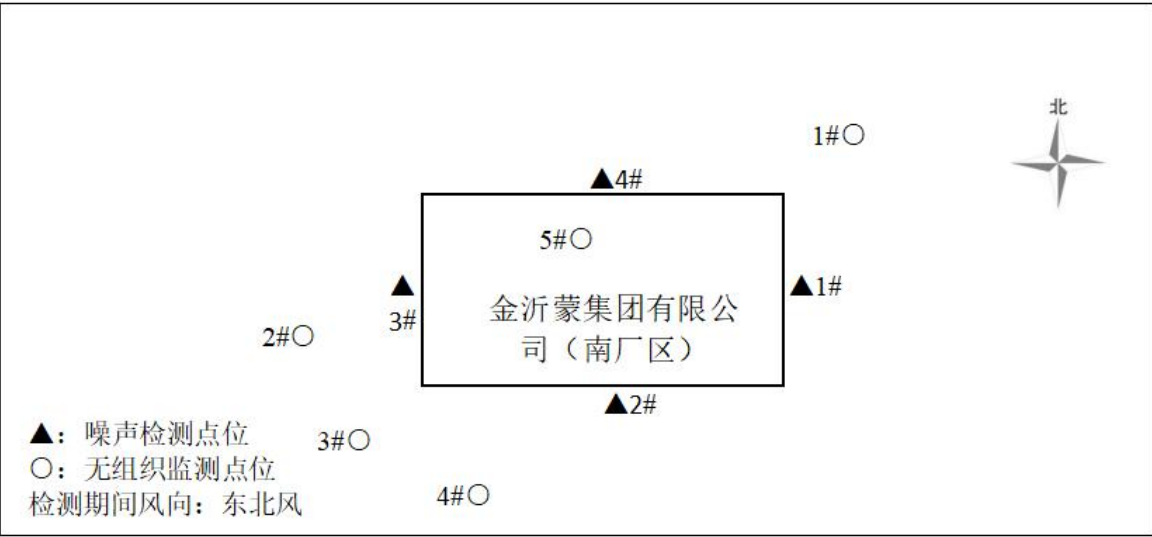 北
1#○
▲4#
5#○
▲1#
▲
3#
金沂蒙集团有限公
司（南厂区）
2#○
▲2#
▲：噪声检测点位
3#○
○：无组织监测点位
4#○
检测期间风向：东北风